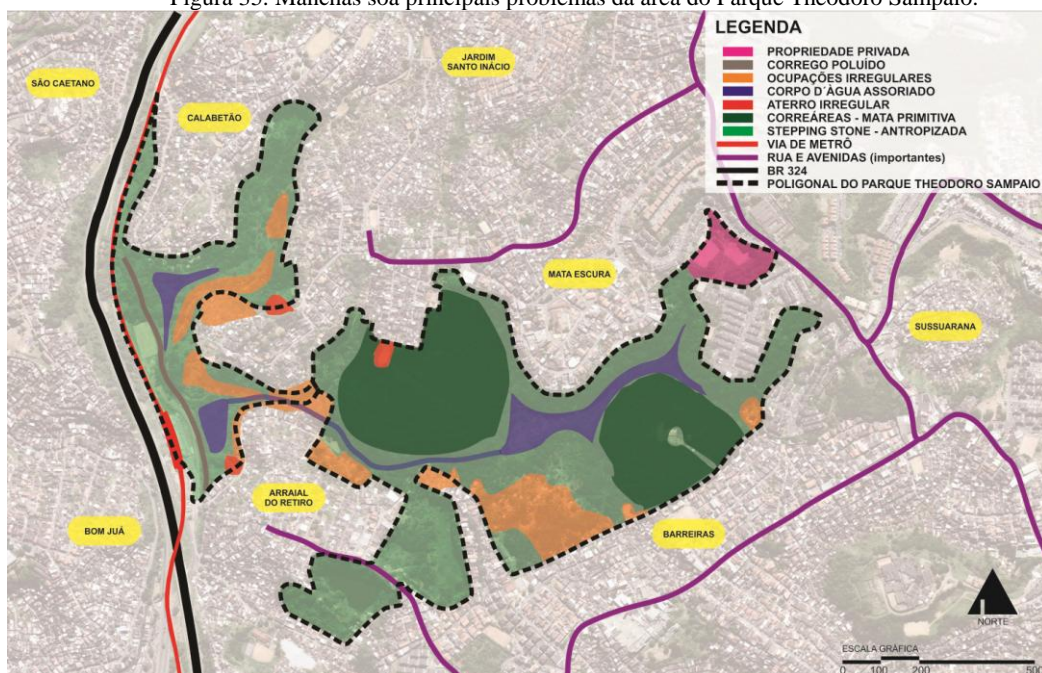 Figura 35: Manchas soa principais problemas da área do Parque Theodoro Sampaio.
LEGENDA
PROPRIEDADE PRIVADA
CORREGO POLUÍDO
OCUPAÇÕES IRREGULARES
CORPO D´ÀGUA ASSORIADO
ATERRO IRREGULAR
CORREÁREAS - MATA PRIMITIVA
STEPPING STONE - ANTROPIZADA
VIA DE METRÔ
RUA E AVENIDAS (importantes)
BR 324
POLIGONAL DO PARQUE THEODORO SAMPAIO
SÃO CAETANO
JARDIM
SANTO INÁCIO
CALABETÃO
MATA ESCURA
SUSSUARANA
ARRAIAL
DO RETIRO
BOM JUÁ
BARREIRAS
NORTE
ESCALA GRÁFICA
0 100 200 500